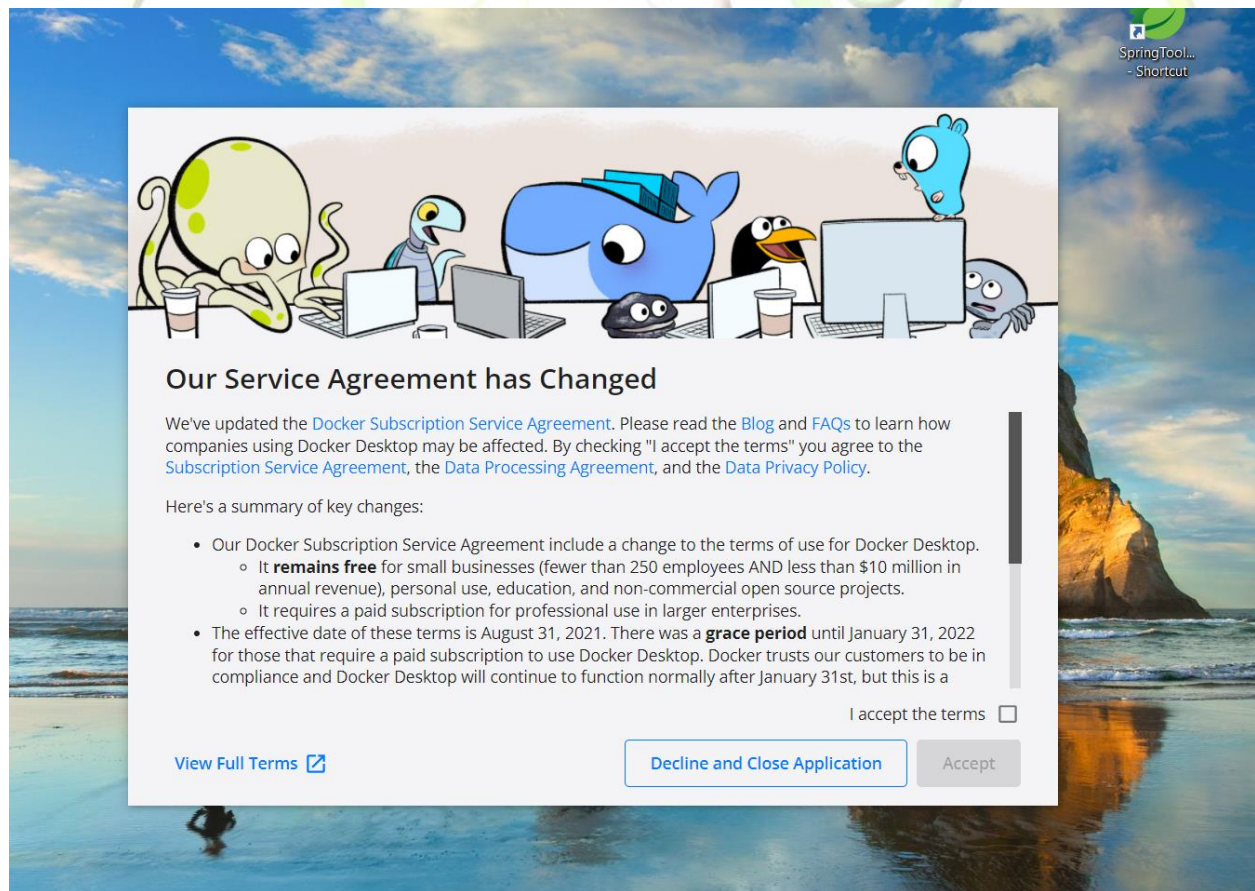 SpringTool...
- Shortcut
Our Service Agreement has Changed
We've updated the Docker Subscription Service Agreement. Please read the Blog and FAQs to learn how
companies using Docker Desktop may be affected. By checking "I accept the terms" you agree to the
Subscription Service Agreement, the Data Processing Agreement, and the Data Privacy Policy.
Here's a summary of key changes:
• Our Docker Subscription Service Agreement include a change to the terms of use for Docker Desktop.
◦ It remains free for small businesses (fewer than 250 employees AND less than $10 million in
annual revenue), personal use, education, and non-commercial open source projects.
◦ It requires a paid subscription for professional use in larger enterprises.
• The effective date of these terms is August 31, 2021. There was a grace period until January 31, 2022
for those that require a paid subscription to use Docker Desktop. Docker trusts our customers to be in
compliance and Docker Desktop will continue to function normally after January 31st, but this is a
I accept the terms
View Full Terms
Decline and Close Application
Accept